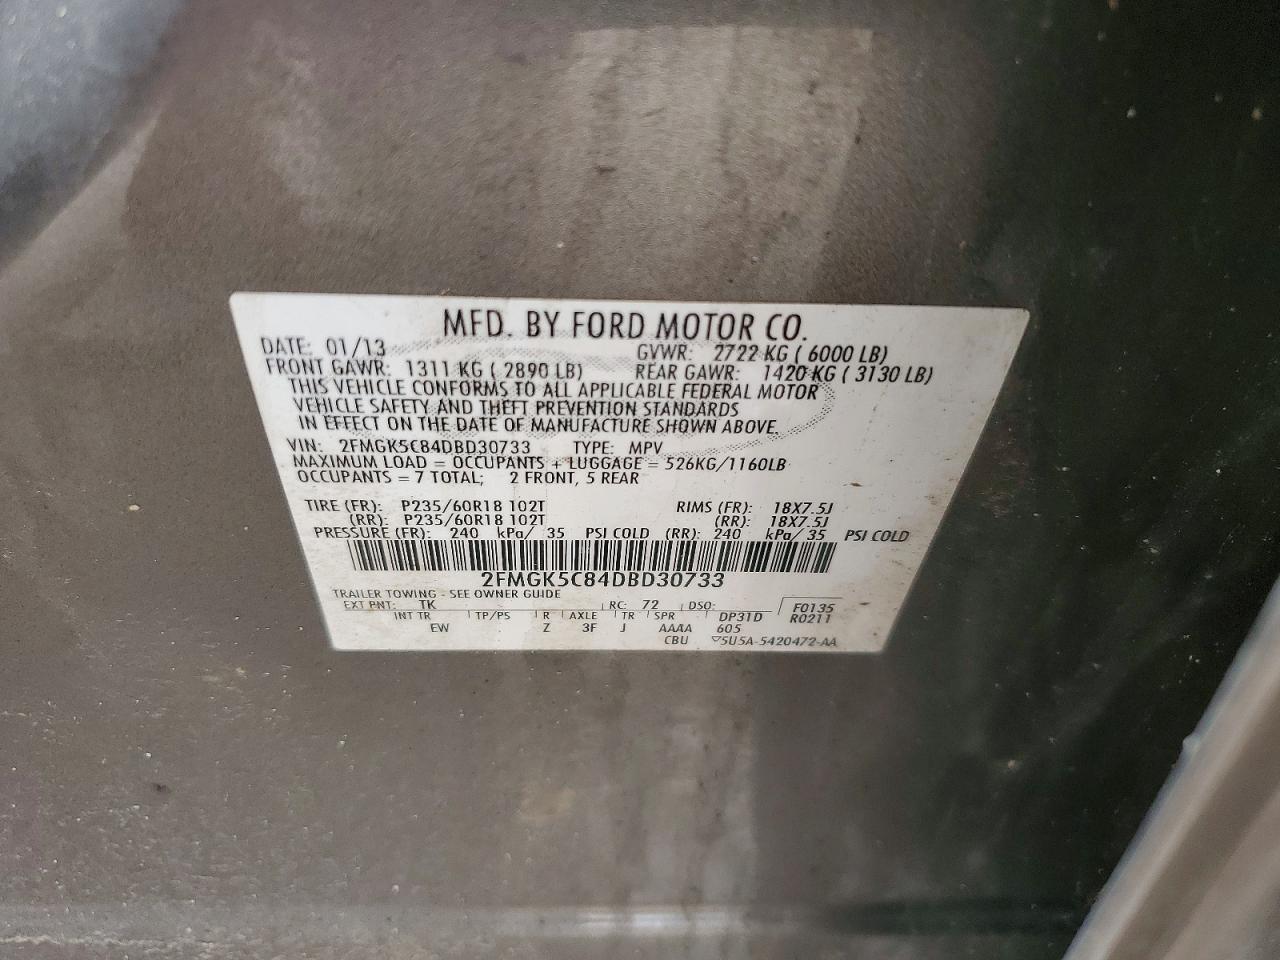 MFD. BY FORD MOTOR CO.
DATE: 01/13 GVWR: 2722 KG ( 6000 LB)
FRONT GAWR: 1311 KG ( 2890 LB) REAR GAWR: 1420 KG ( 3130 LB)
THIS VEHICLE CONFORMS TO ALL APPLICABLE FEDERAL MOTOR
VEHICLE SAFETY AND THEFT PREVENTION STANDARDS
IN EFFECT ON THE DATE OF MANUFACTURE SHOWN ABOVE.
VIN: 2FMGK5C84DBD30733 TYPE: MPV
MAXIMUM LOAD = OCCUPANTS + LUGGAGE = 526KG/1160LB
OCCUPANTS = 7 TOTAL; 2 FRONT, 5 REAR
TIRE (FR): P235/60R18 102T RIMS (FR): 18X7.5J
(RR): P235/60R18 102T (RR): 18X7.5J
PRESSURE (FR): 240 kPa/ 35 PSI COLD (RR): 240 kPa/ 35 PSI COLD
2FMGK5C84DBD30733
TRAILER TOWING - SEE OWNER GUIDE
EXT PNT: TK RC: 72 DSO: F0135
INT TR TP/PS R AXLE TR SPR DP31D R0211
EW Z 3F J AAAA 605
CBU 5U5A-5420472-AA